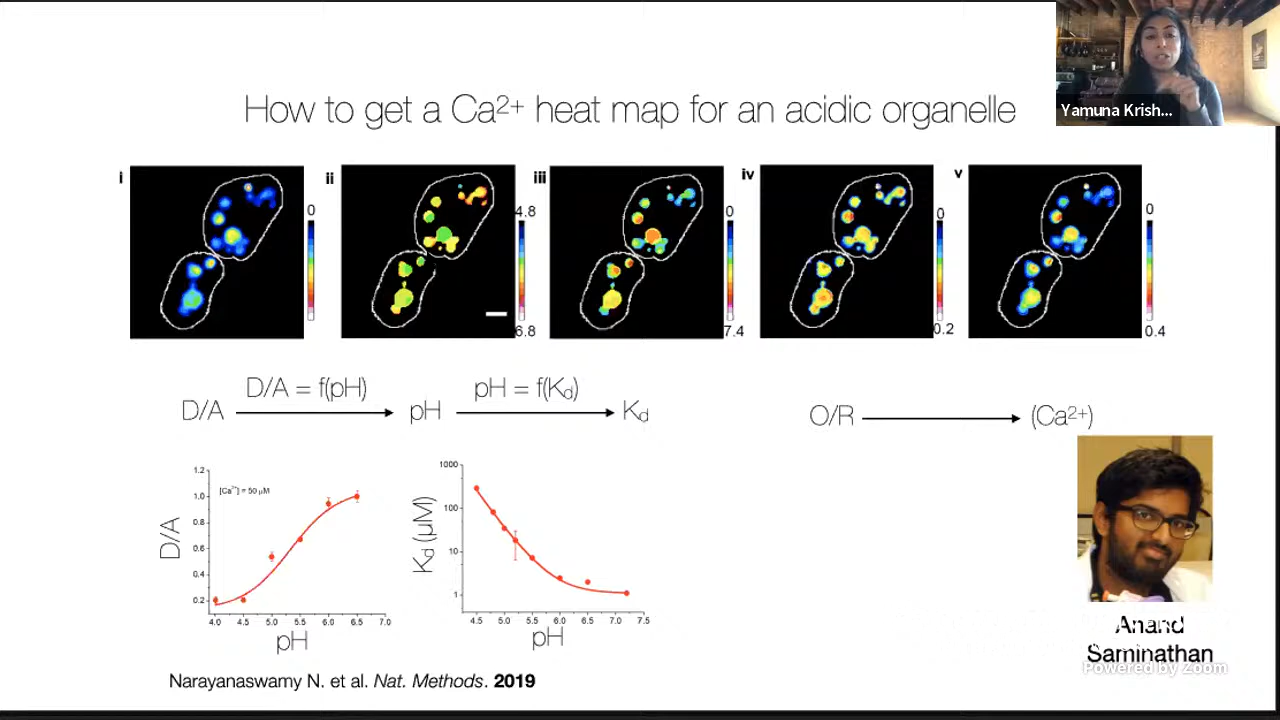 Yamuna Krish...
How to get a Ca2+ heat map for an acidic organelle
i
ii
iii
iv
v
0
4.8
6.8
0
7.4
0
0.2
0
0.4
D/A
D/A = f(pH)
pH
pH = f(Kd)
Kd
O/R
(Ca2+)
1.2
1.0
0.8
0.6
0.4
0.2
[Ca2+] = 50 µM
D/A
4.0 4.5 5.0 5.5 6.0 6.5 7.0
pH
1000
100
10
1
Kd (µM)
4.5 5.0 5.5 6.0 6.5 7.0 7.5
pH
Anand
Saminathan
Powered by Zoom
Narayanaswamy N. et al. Nat. Methods. 2019